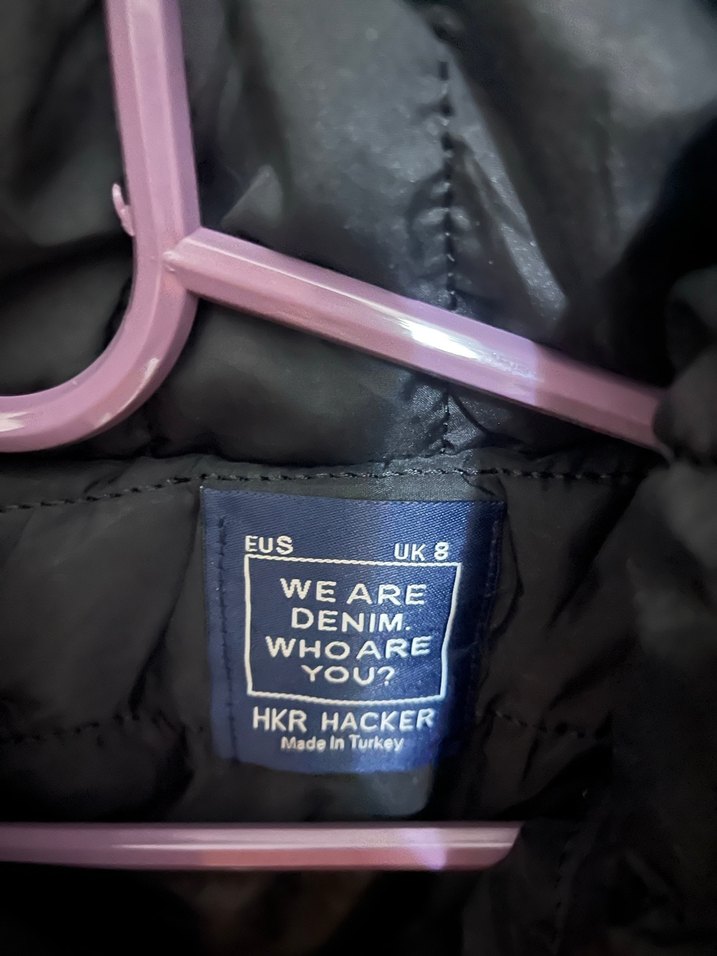 EUS UK 8
WE ARE
DENIM.
WHO ARE
YOU?
HKR HACKER
Made In Turkey